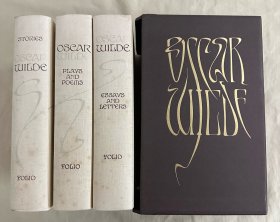 STORIES
OSCAR
WILDE
FOLIO
OSCAR
WILDE
PLAYS AND
POEMS
FOLIO
OSCAR
WILDE
ESSAYS
AND
LETTERS
FOLIO
OSCAR
WILDE